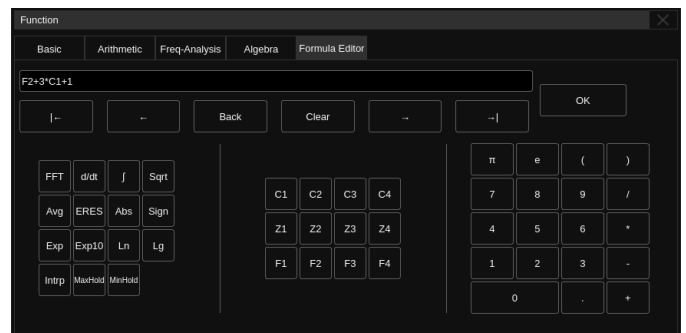 Function
Basic Arithmetic Freq-Analysis Algebra Formula Editor
F2+3*C1+1
OK
|← ← Back Clear → →|
FFT d/dt ∫ Sqrt
Avg ERES Abs Sign
Exp Exp10 Ln Lg
Intrp MaxHold MinHold
C1 C2 C3 C4
Z1 Z2 Z3 Z4
F1 F2 F3 F4
π e ( )
7 8 9 /
4 5 6 *
1 2 3 -
0 . +